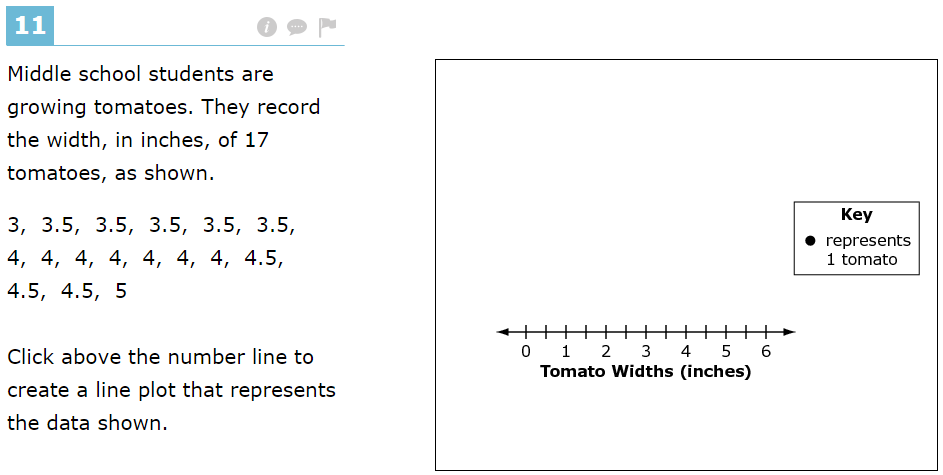 11
Middle school students are
growing tomatoes. They record
the width, in inches, of 17
tomatoes, as shown.
3, 3.5, 3.5, 3.5, 3.5, 3.5,
4, 4, 4, 4, 4, 4, 4, 4.5,
4.5, 4.5, 5
Click above the number line to
create a line plot that represents
the data shown.
Key
● represents
1 tomato
0 1 2 3 4 5 6
Tomato Widths (inches)